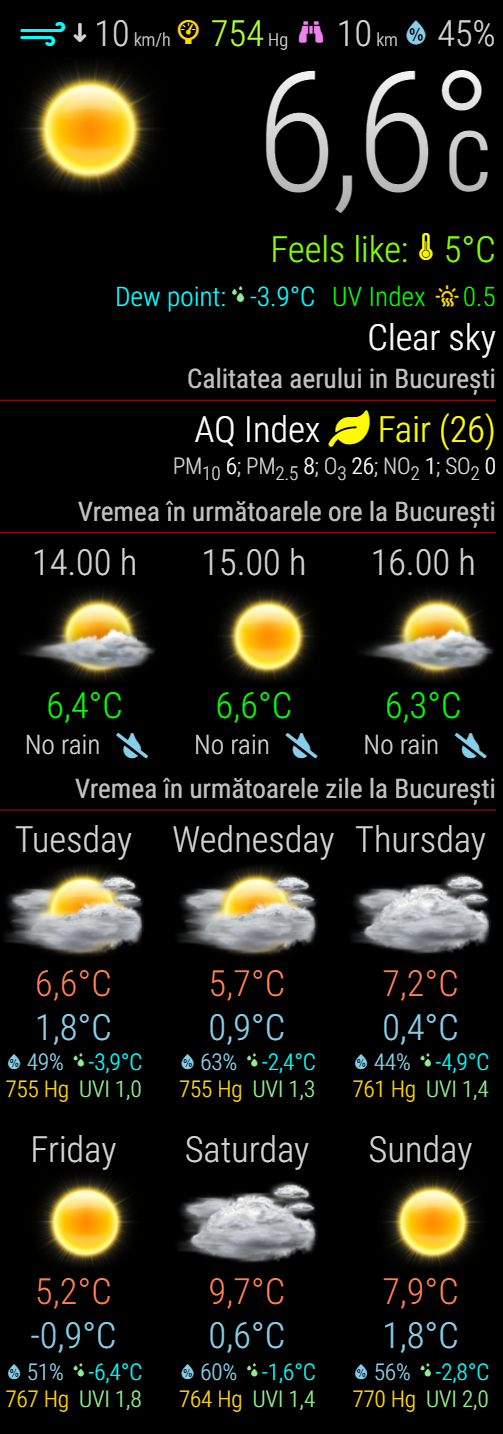 10 km/h 754 Hg 10 km % 45%
6,6°C
Feels like: 5°C
Dew point: -3.9°C UV Index 0.5
Clear sky
Calitatea aerului in București
AQ Index Fair (26)
PM10 6; PM2.5 8; O3 26; NO2 1; SO2 0
Vremea în următoarele ore la București
14.00 h 15.00 h 16.00 h
6,4°C 6,6°C 6,3°C
No rain No rain No rain
Vremea în următoarele zile la București
Tuesday Wednesday Thursday
6,6°C 5,7°C 7,2°C
1,8°C 0,9°C 0,4°C
% 49% -3,9°C % 63% -2,4°C % 44% -4,9°C
755 Hg UVI 1,0 755 Hg UVI 1,3 761 Hg UVI 1,4
Friday Saturday Sunday
5,2°C 9,7°C 7,9°C
-0,9°C 0,6°C 1,8°C
% 51% -6,4°C % 60% -1,6°C % 56% -2,8°C
767 Hg UVI 1,8 764 Hg UVI 1,4 770 Hg UVI 2,0